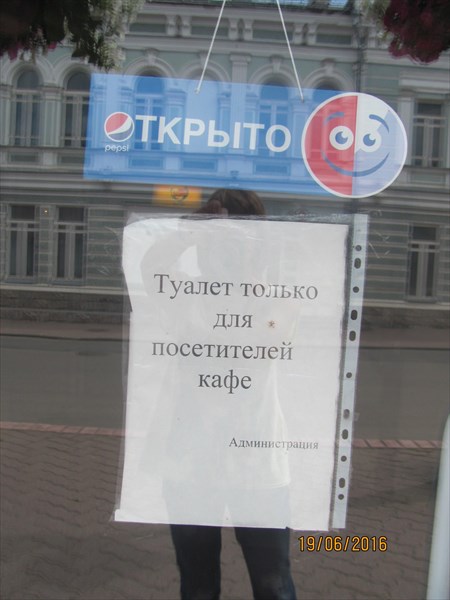 ОТКРЫТО
pepsi
Туалет только
для
посетителей
кафе
Администрация
19/06/2016